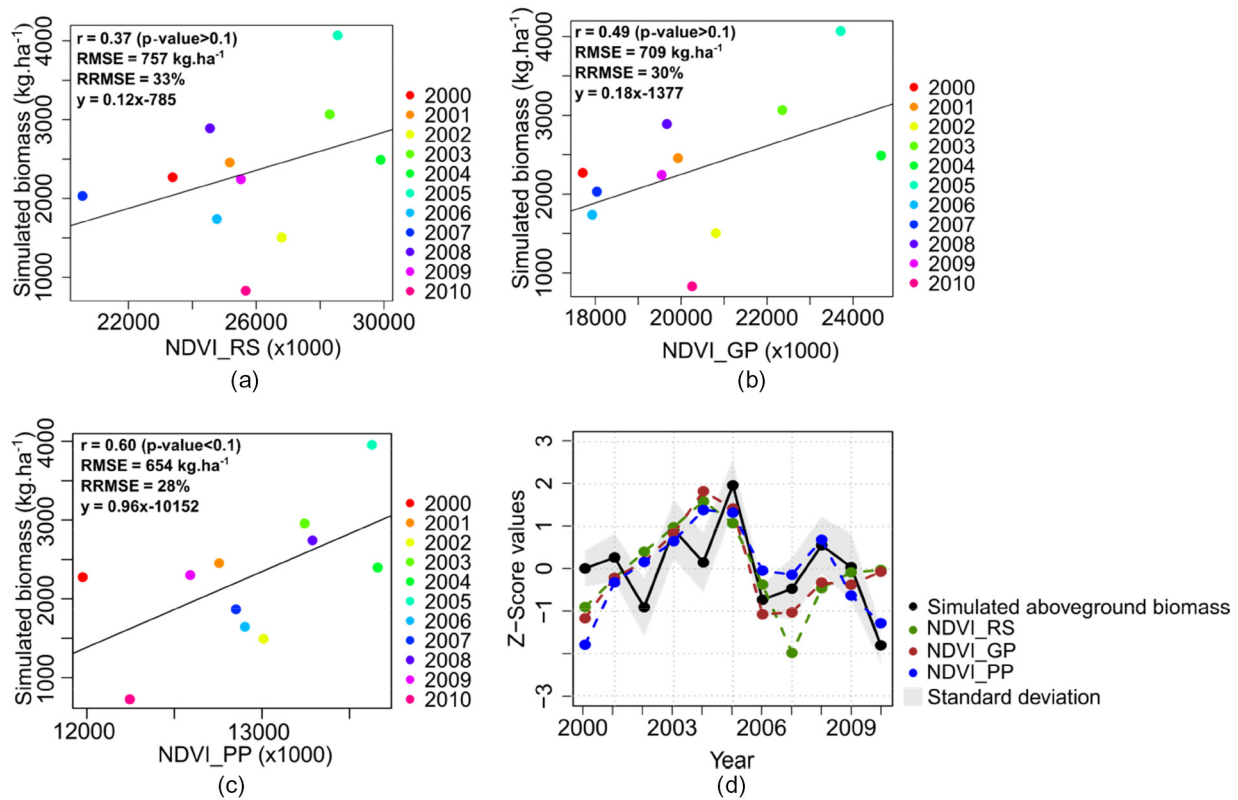 r = 0.37 (p-value>0.1)
RMSE = 757 kg.ha⁻¹
RRMSE = 33%
y = 0.12x-785
Simulated biomass (kg.ha⁻¹)
1000
2000
3000
4000
22000
26000
30000
NDVI_RS (x1000)
2000
2001
2002
2003
2004
2005
2006
2007
2008
2009
2010
(a)
r = 0.49 (p-value>0.1)
RMSE = 709 kg.ha⁻¹
RRMSE = 30%
y = 0.18x-1377
Simulated biomass (kg.ha⁻¹)
1000
2000
3000
4000
18000
20000
22000
24000
NDVI_GP (x1000)
2000
2001
2002
2003
2004
2005
2006
2007
2008
2009
2010
(b)
r = 0.60 (p-value<0.1)
RMSE = 654 kg.ha⁻¹
RRMSE = 28%
y = 0.96x-10152
Simulated biomass (kg.ha⁻¹)
1000
2000
3000
4000
12000
13000
NDVI_PP (x1000)
2000
2001
2002
2003
2004
2005
2006
2007
2008
2009
2010
(c)
Z-Score values
3
2
1
0
−1
−3
2000
2003
2006
2009
Year
Simulated aboveground biomass
NDVI_RS
NDVI_GP
NDVI_PP
Standard deviation
(d)